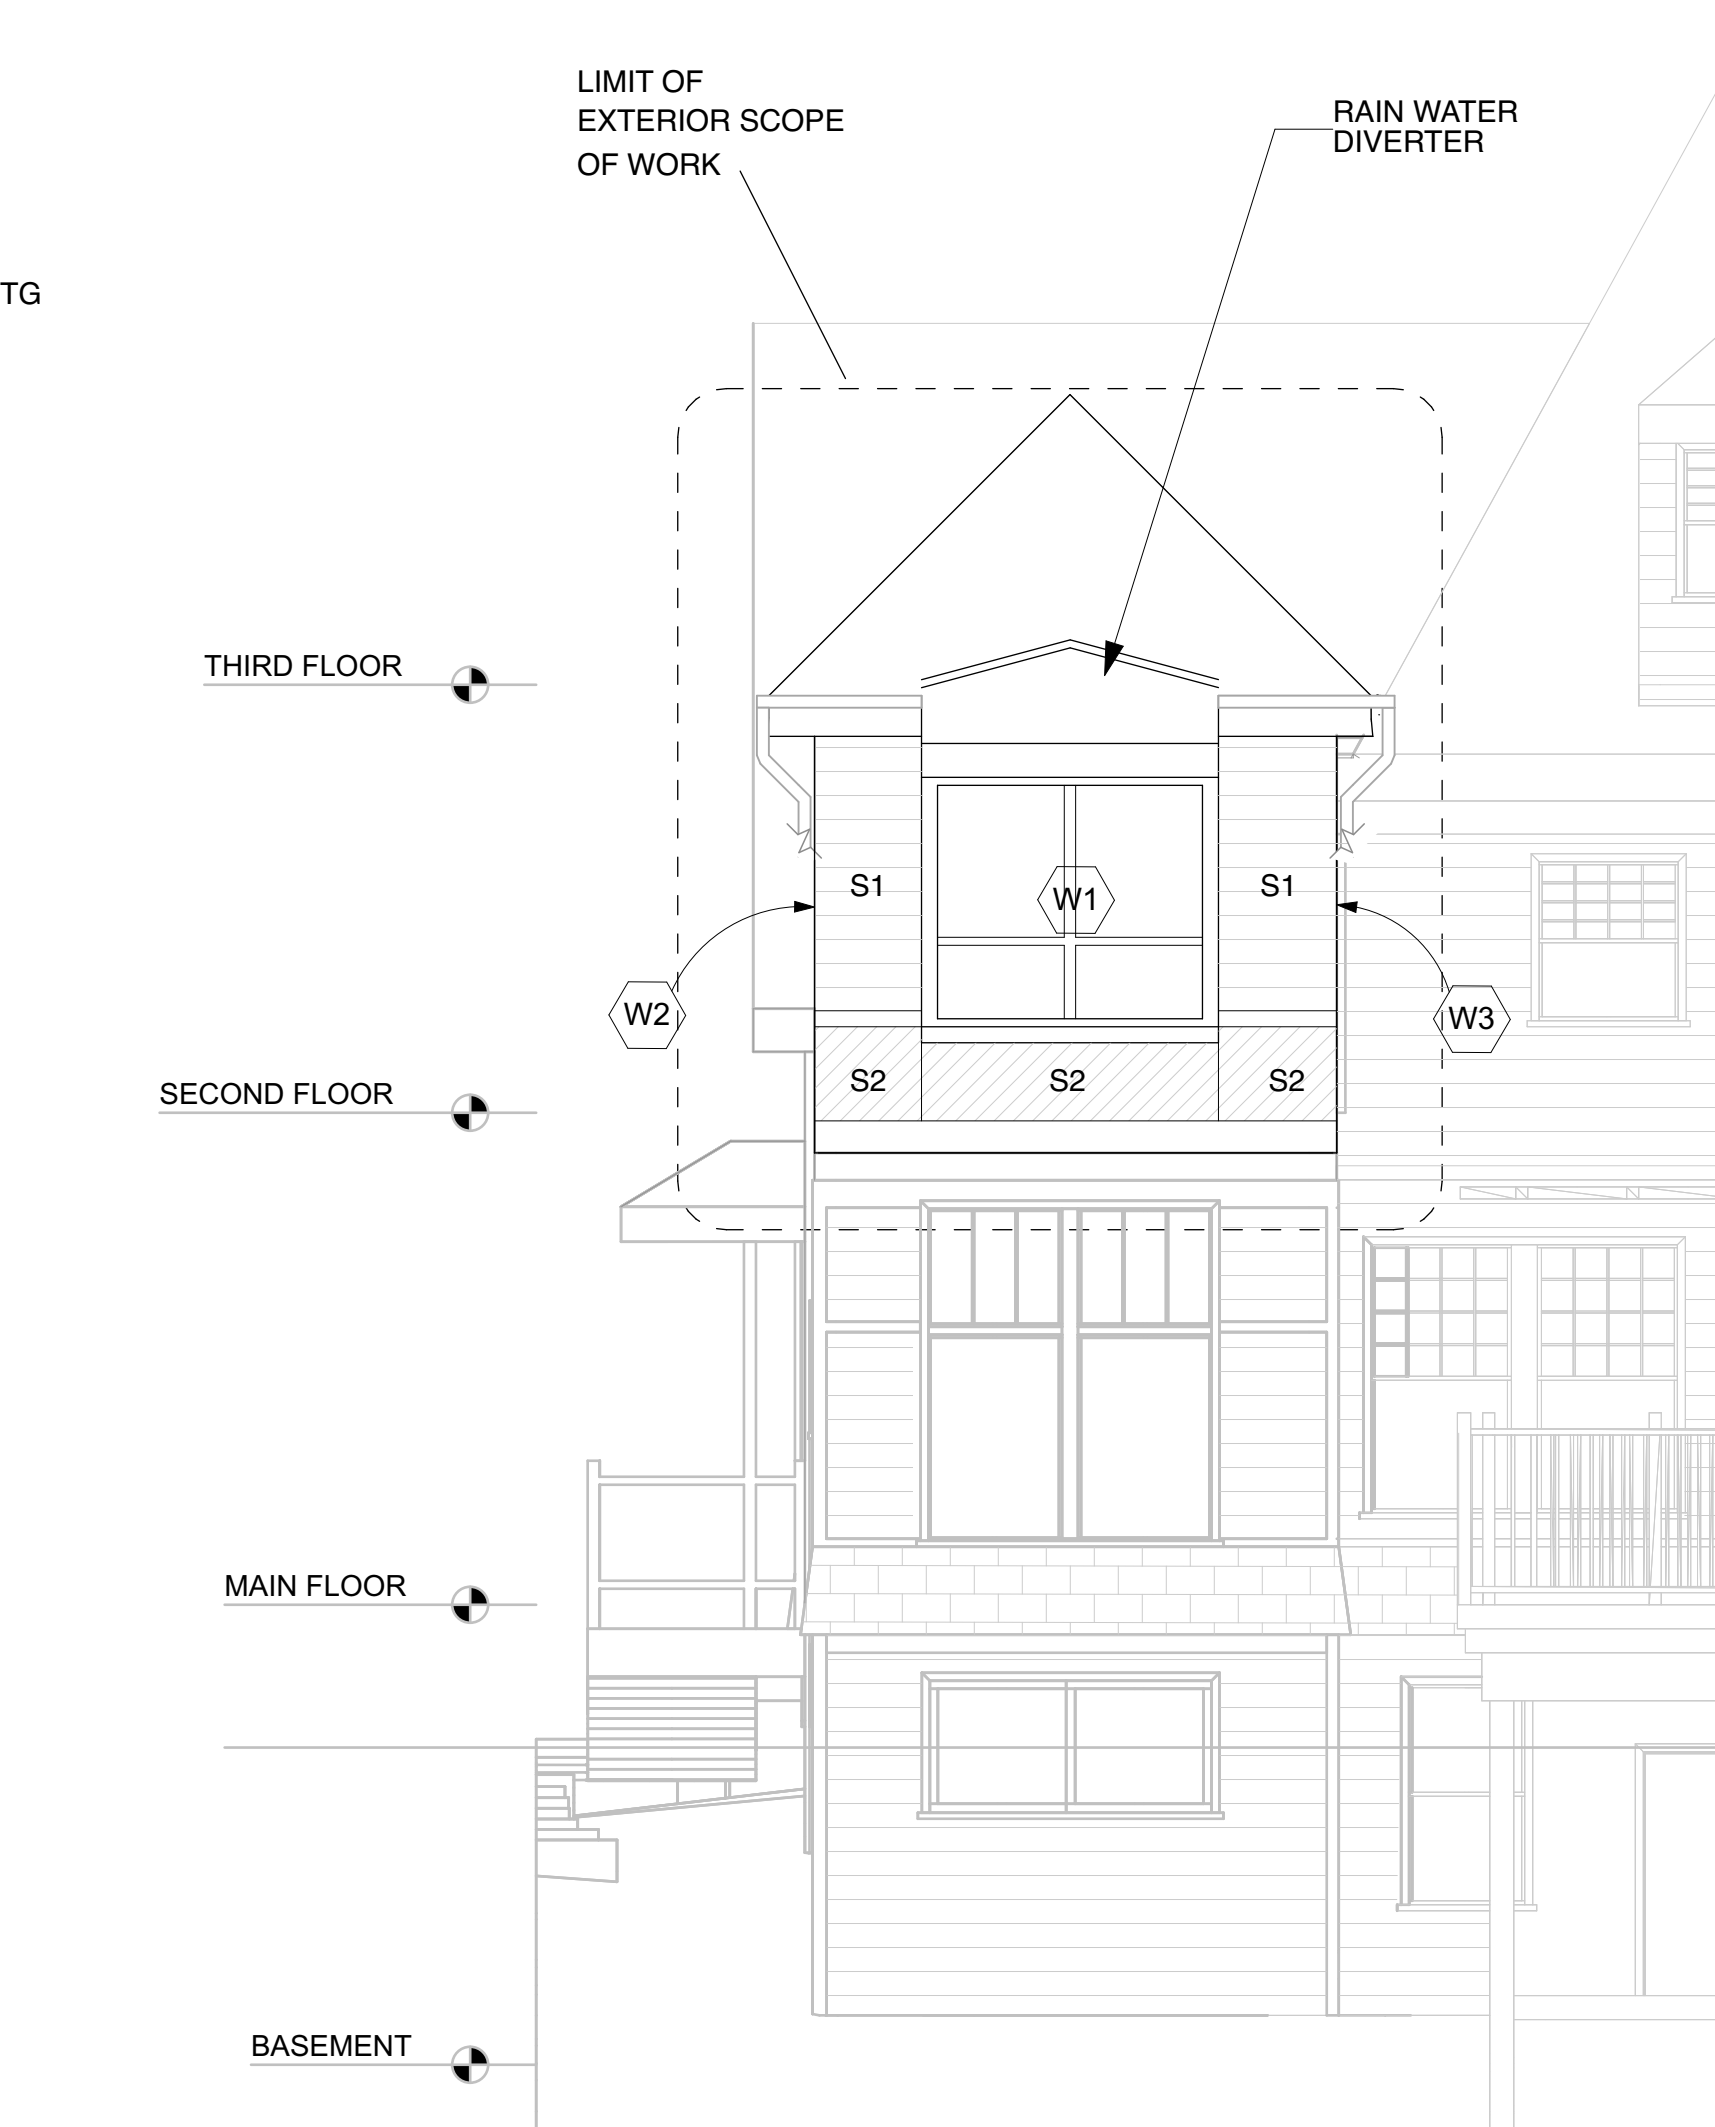 LIMIT OF
EXTERIOR SCOPE
OF WORK
RAIN WATER
DIVERTER
TG
THIRD FLOOR
S1
W1
S1
W2
W3
S2
S2
S2
SECOND FLOOR
MAIN FLOOR
BASEMENT